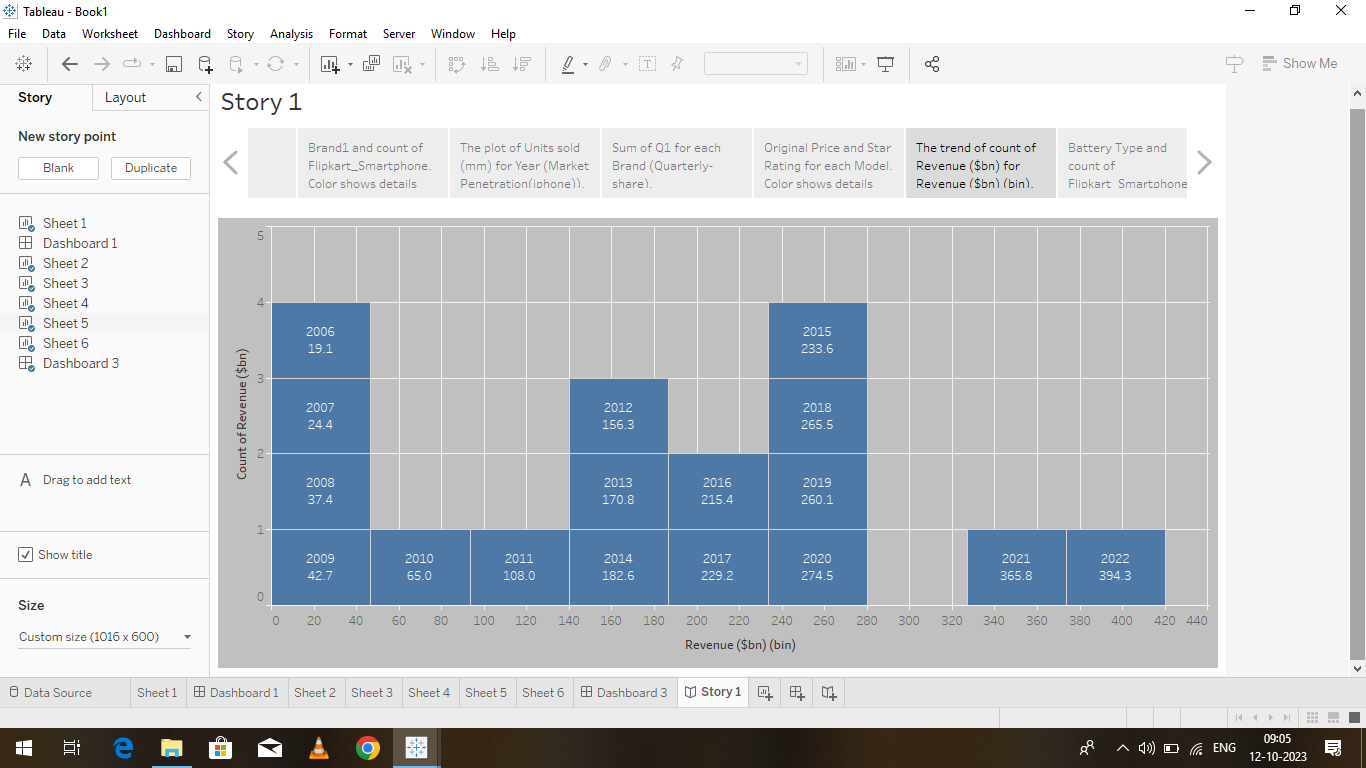 Tableau - Book1
File Data Worksheet Dashboard Story Analysis Format Server Window Help
Show Me
Story Layout
New story point
Blank Duplicate
Sheet 1
Dashboard 1
Sheet 2
Sheet 3
Sheet 4
Sheet 5
Sheet 6
Dashboard 3
A Drag to add text
Show title
Size
Custom size (1016 x 600)
Story 1
Brand1 and count of
Flipkart_Smartphone.
Color shows details
The plot of Units sold
(mm) for Year (Market
Penetration(iphone)).
Sum of Q1 for each
Brand (Quarterly-
share).
Original Price and Star
Rating for each Model.
Color shows details
The trend of count of
Revenue ($bn) for
Revenue ($bn) (bin).
Battery Type and
count of
Flipkart_Smartphone
Count of Revenue ($bn)
5
4
3
2
1
0
2006
19.1
2007
24.4
2008
37.4
2009
42.7
2010
65.0
2011
108.0
2012
156.3
2013
170.8
2014
182.6
2016
215.4
2017
229.2
2015
233.6
2018
265.5
2019
260.1
2020
274.5
2021
365.8
2022
394.3
0 20 40 60 80 100 120 140 160 180 200 220 240 260 280 300 320 340 360 380 400 420 440
Revenue ($bn) (bin)
Data Source Sheet 1 Dashboard 1 Sheet 2 Sheet 3 Sheet 4 Sheet 5 Sheet 6 Dashboard 3 Story 1
ENG
09:05
12-10-2023